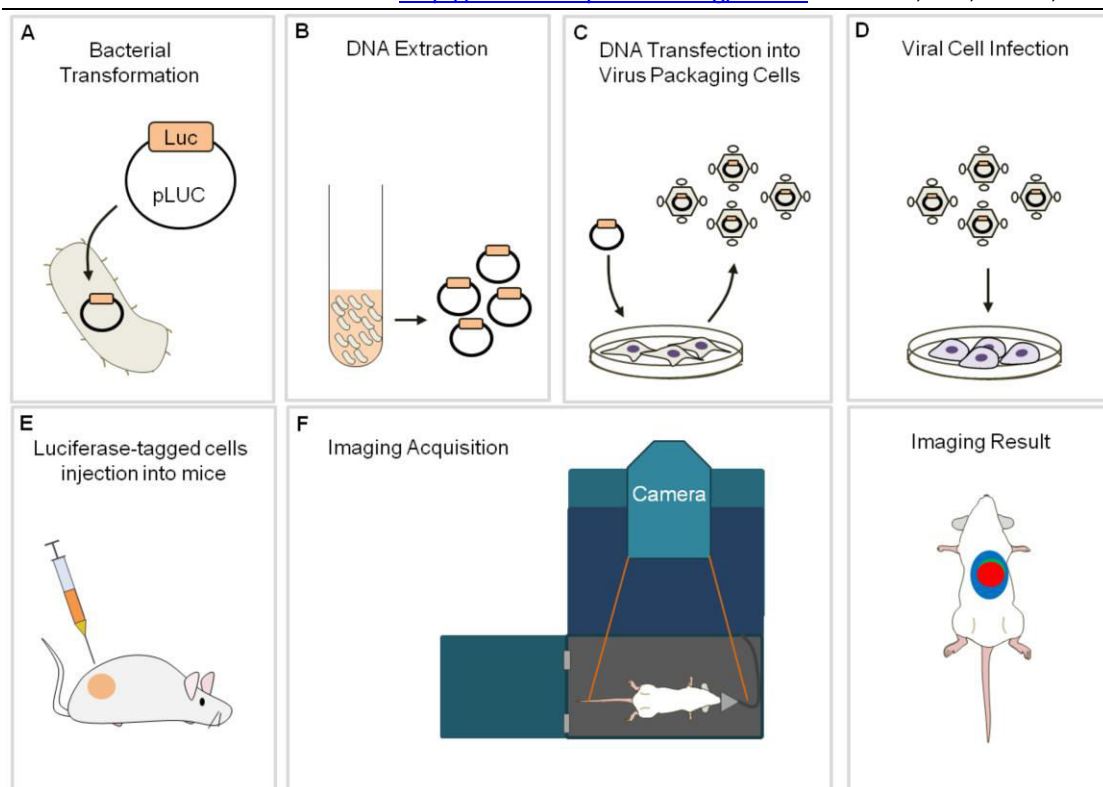 A
Bacterial
Transformation
Luc
pLUC
B
DNA Extraction
C
DNA Transfection into
Virus Packaging Cells
D
Viral Cell Infection
E
Luciferase-tagged cells
injection into mice
F
Imaging Acquisition
Camera
Imaging Result